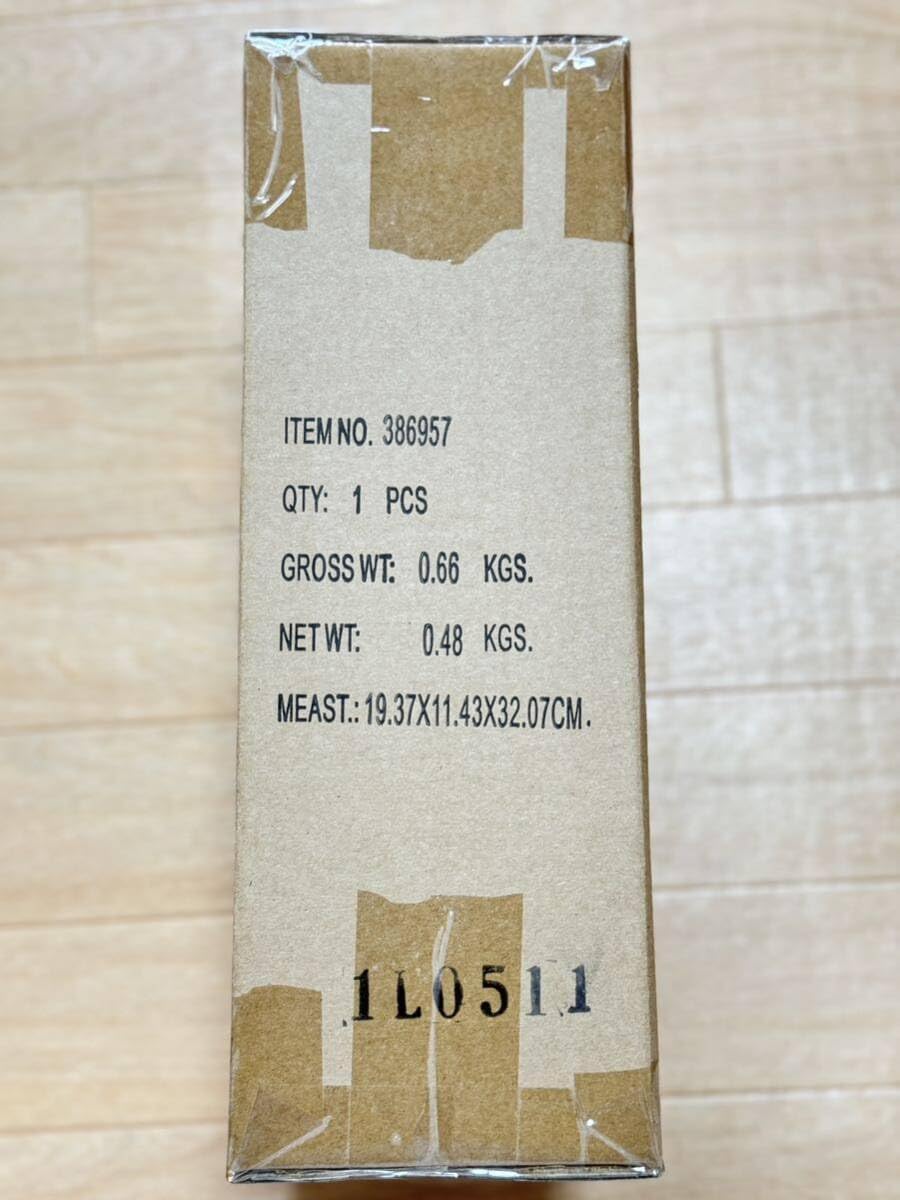 ITEM NO. 386957
QTY: 1 PCS
GROSS WT: 0.66 KGS.
NET WT: 0.48 KGS.
MEAST.: 19.37X11.43X32.07CM.
1L0511